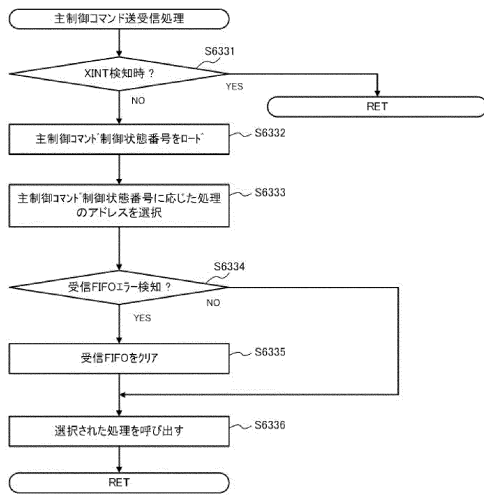 主制御コマンド送受信処理
S6331
XINT検知時？
YES
NO
RET
主制御ｺﾏﾝﾄﾞ制御状態番号をﾛｰﾄﾞ
S6332
主制御ｺﾏﾝﾄﾞ制御状態番号に応じた処理
のアドレスを選択
S6333
S6334
受信FIFOｴﾗｰ検知？
NO
YES
受信FIFOをｸﾘｱ
S6335
選択された処理を呼び出す
S6336
RET